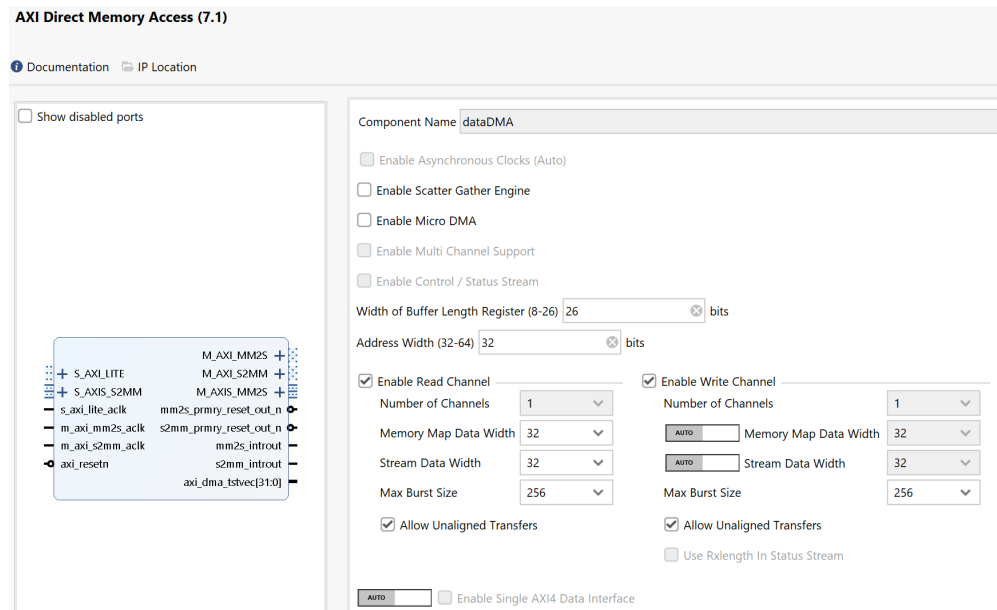 AXI Direct Memory Access (7.1)
Documentation IP Location
Show disabled ports
M_AXI_MM2S
S_AXI_LITE M_AXI_S2MM
S_AXIS_S2MM M_AXIS_MM2S
s_axi_lite_aclk mm2s_prmry_reset_out_n
m_axi_mm2s_aclk s2mm_prmry_reset_out_n
m_axi_s2mm_aclk mm2s_introut
axi_resetn s2mm_introut
axi_dma_tstvec[31:0]
Component Name dataDMA
Enable Asynchronous Clocks (Auto)
Enable Scatter Gather Engine
Enable Micro DMA
Enable Multi Channel Support
Enable Control / Status Stream
Width of Buffer Length Register (8-26) 26 bits
Address Width (32-64) 32 bits
Enable Read Channel
Number of Channels 1
Memory Map Data Width 32
Stream Data Width 32
Max Burst Size 256
Allow Unaligned Transfers
Enable Write Channel
Number of Channels 1
AUTO Memory Map Data Width 32
AUTO Stream Data Width 32
Max Burst Size 256
Allow Unaligned Transfers
Use Rxlength In Status Stream
AUTO Enable Single AXI4 Data Interface